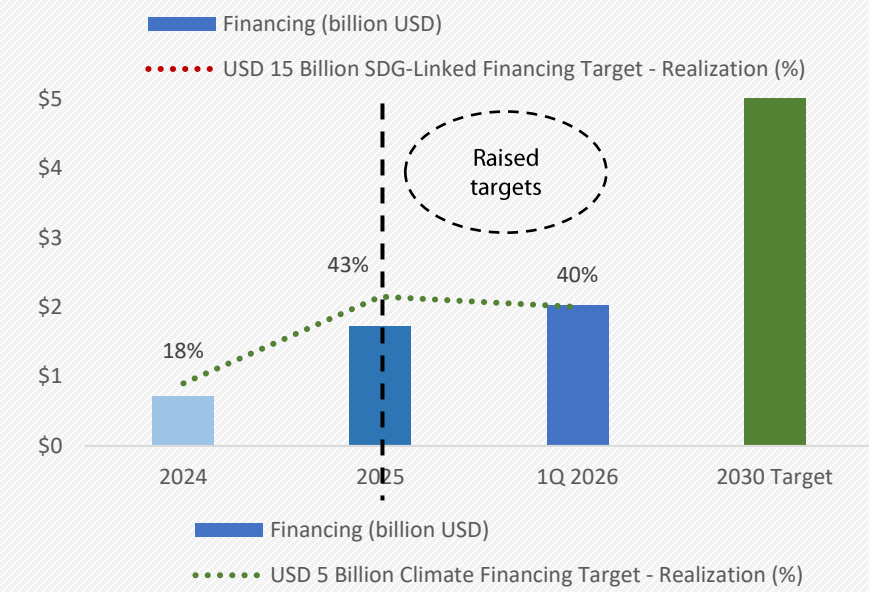 Financing (billion USD)
USD 15 Billion SDG-Linked Financing Target - Realization (%)
$5
$4
$3
$2
$1
$0
Raised
targets
18%
43%
40%
2024
2025
1Q 2026
2030 Target
Financing (billion USD)
USD 5 Billion Climate Financing Target - Realization (%)